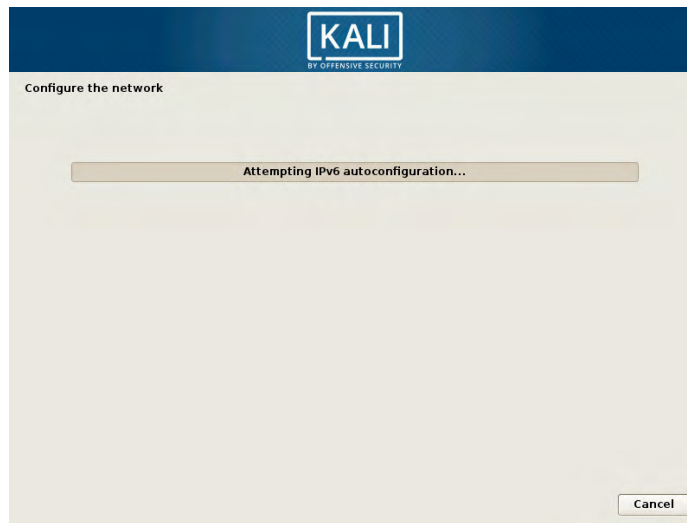 KALI
BY OFFENSIVE SECURITY
Configure the network
Attempting IPv6 autoconfiguration...
Cancel